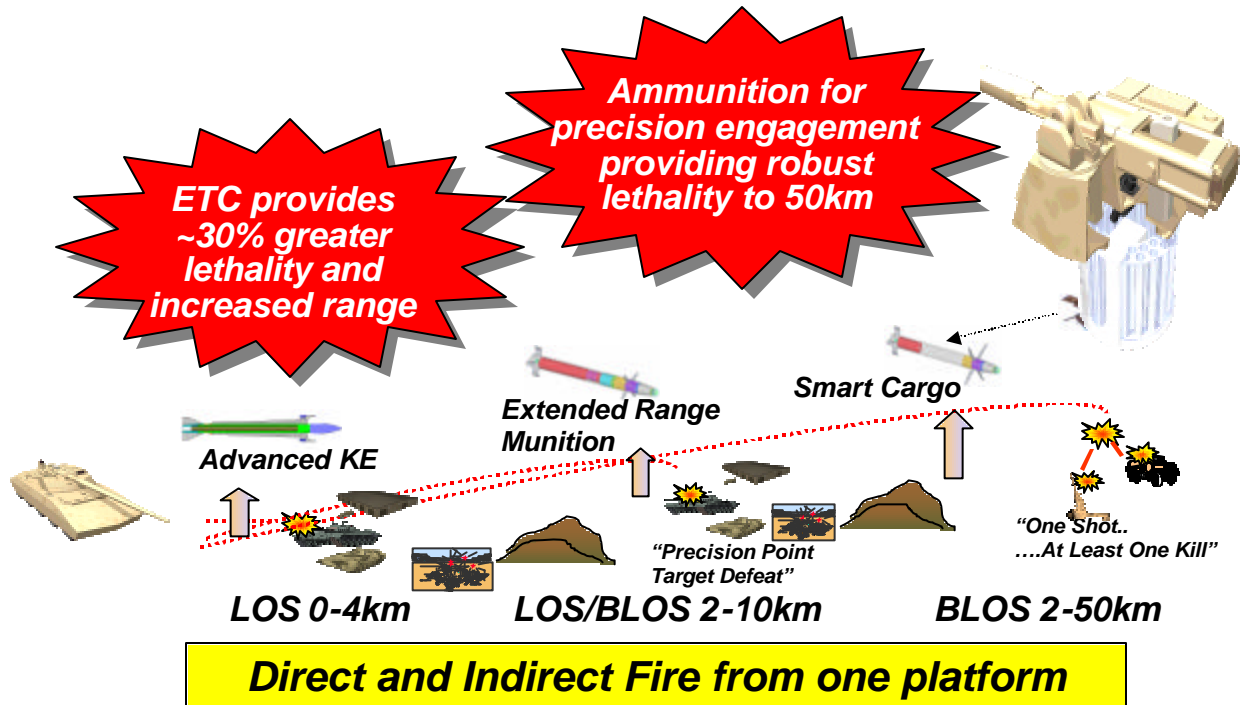 ETC provides
~30% greater
lethality and
increased range
Ammunition for
precision engagement
providing robust
lethality to 50km
Advanced KE
Extended Range
Munition
Smart Cargo
"Precision Point
Target Defeat"
"One Shot..
....At Least One Kill"
LOS 0-4km
LOS/BLOS 2-10km
BLOS 2-50km
Direct and Indirect Fire from one platform